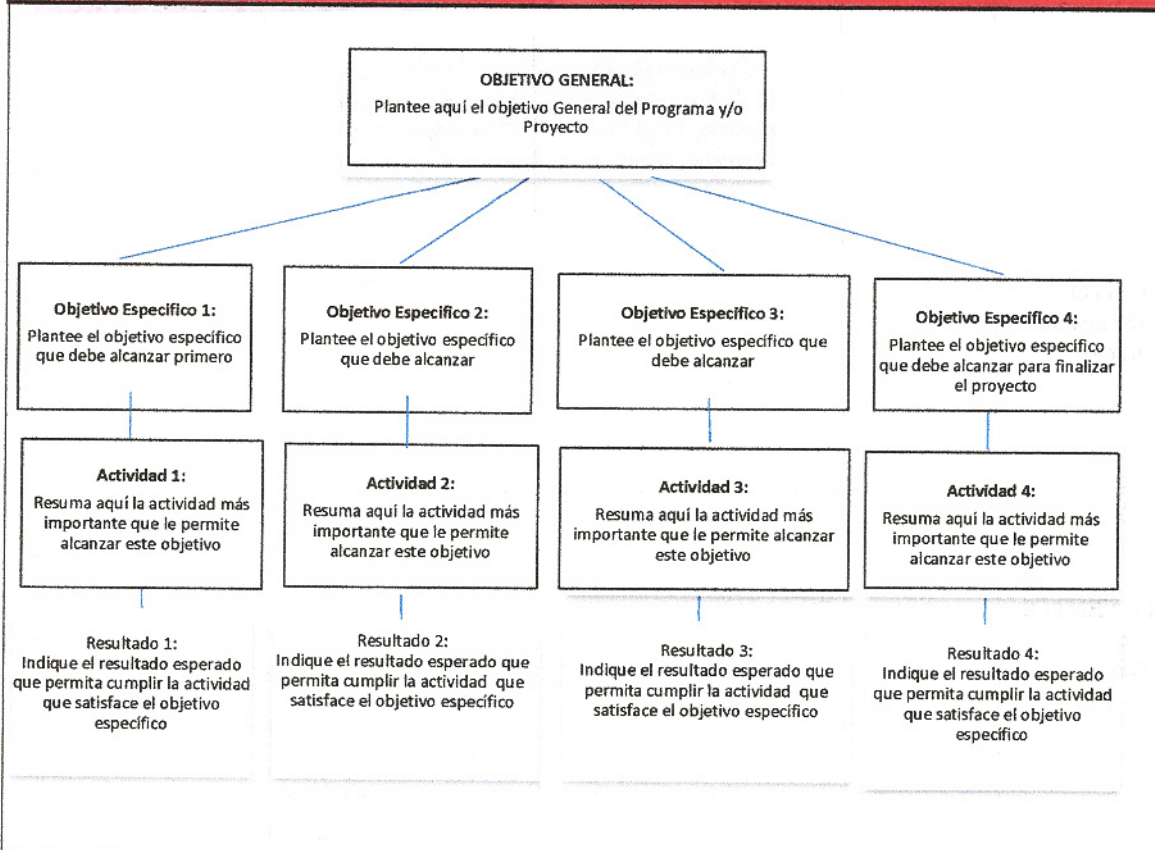 OBJETIVO GENERAL:
Plantee aquí el objetivo General del Programa y/o
Proyecto
Objetivo Especifico 1:
Plantee el objetivo específico
que debe alcanzar primero
Objetivo Especifico 2:
Plantee el objetivo específico
que debe alcanzar
Objetivo Especifico 3:
Plantee el objetivo específico que
debe alcanzar
Objetivo Especifico 4:
Plantee el objetivo específico
que debe alcanzar para finalizar
el proyecto
Actividad 1:
Resuma aquí la actividad más
importante que le permite
alcanzar este objetivo
Actividad 2:
Resuma aquí la actividad más
importante que le permite
alcanzar este objetivo
Actividad 3:
Resuma aquí la actividad más
importante que le permite alcanzar
este objetivo
Actividad 4:
Resuma aquí la actividad más
importante que le permite
alcanzar este objetivo
Resultado 1:
Indique el resultado esperado
que permita cumplir la actividad
que satisface el objetivo
específico
Resultado 2:
Indique el resultado esperado que
permita cumplir la actividad que
satisface el objetivo específico
Resultado 3:
Indique el resultado esperado que
permita cumplir la actividad que
satisface el objetivo específico
Resultado 4:
Indique el resultado esperado
que permita cumplir la actividad
que satisface el objetivo
específico